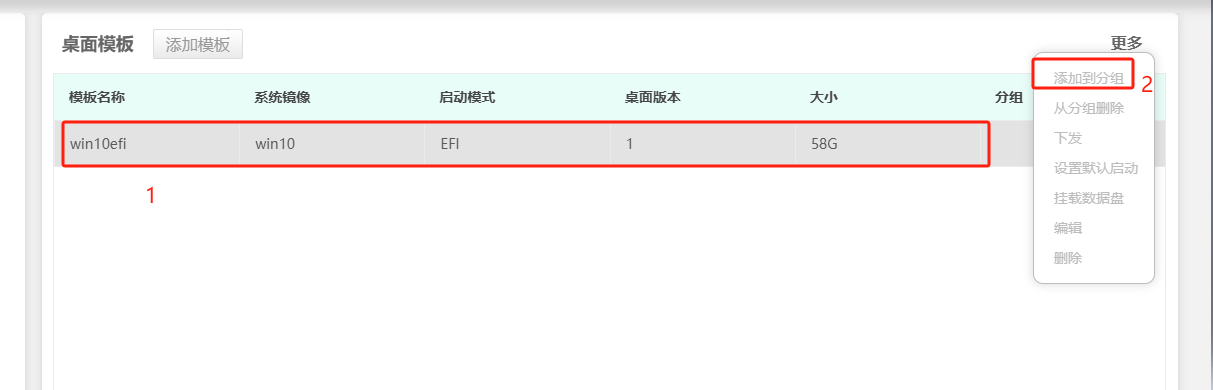 桌面模板 添加模板 更多
模板名称 系统镜像 启动模式 桌面版本 大小 分组
添加到分组 2
从分组删除
win10efi win10 EFI 1 58G
下发
设置默认启动
1
挂载数据盘
编辑
删除